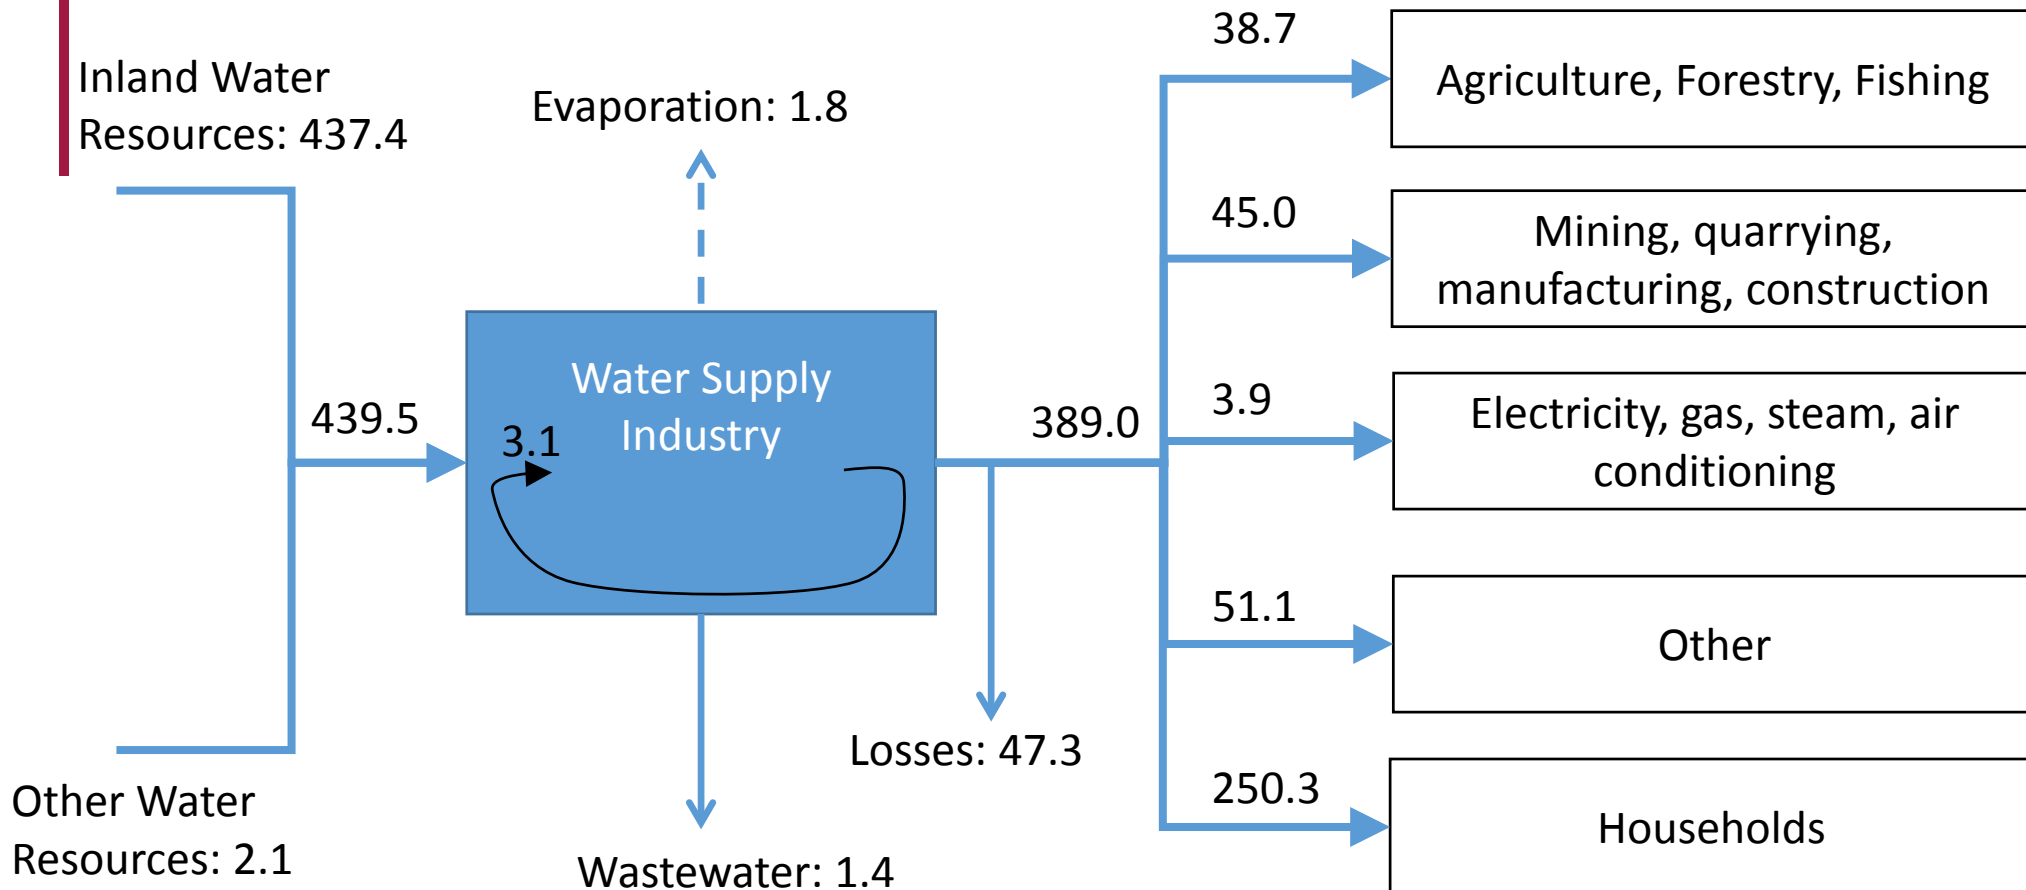 Inland Water
Resources: 437.4
Evaporation: 1.8
38.7
Agriculture, Forestry, Fishing
45.0
Mining, quarrying,
manufacturing, construction
439.5
Water Supply
Industry
3.1
389.0
3.9
Electricity, gas, steam, air
conditioning
51.1
Other
Losses: 47.3
250.3
Households
Other Water
Resources: 2.1
Wastewater: 1.4